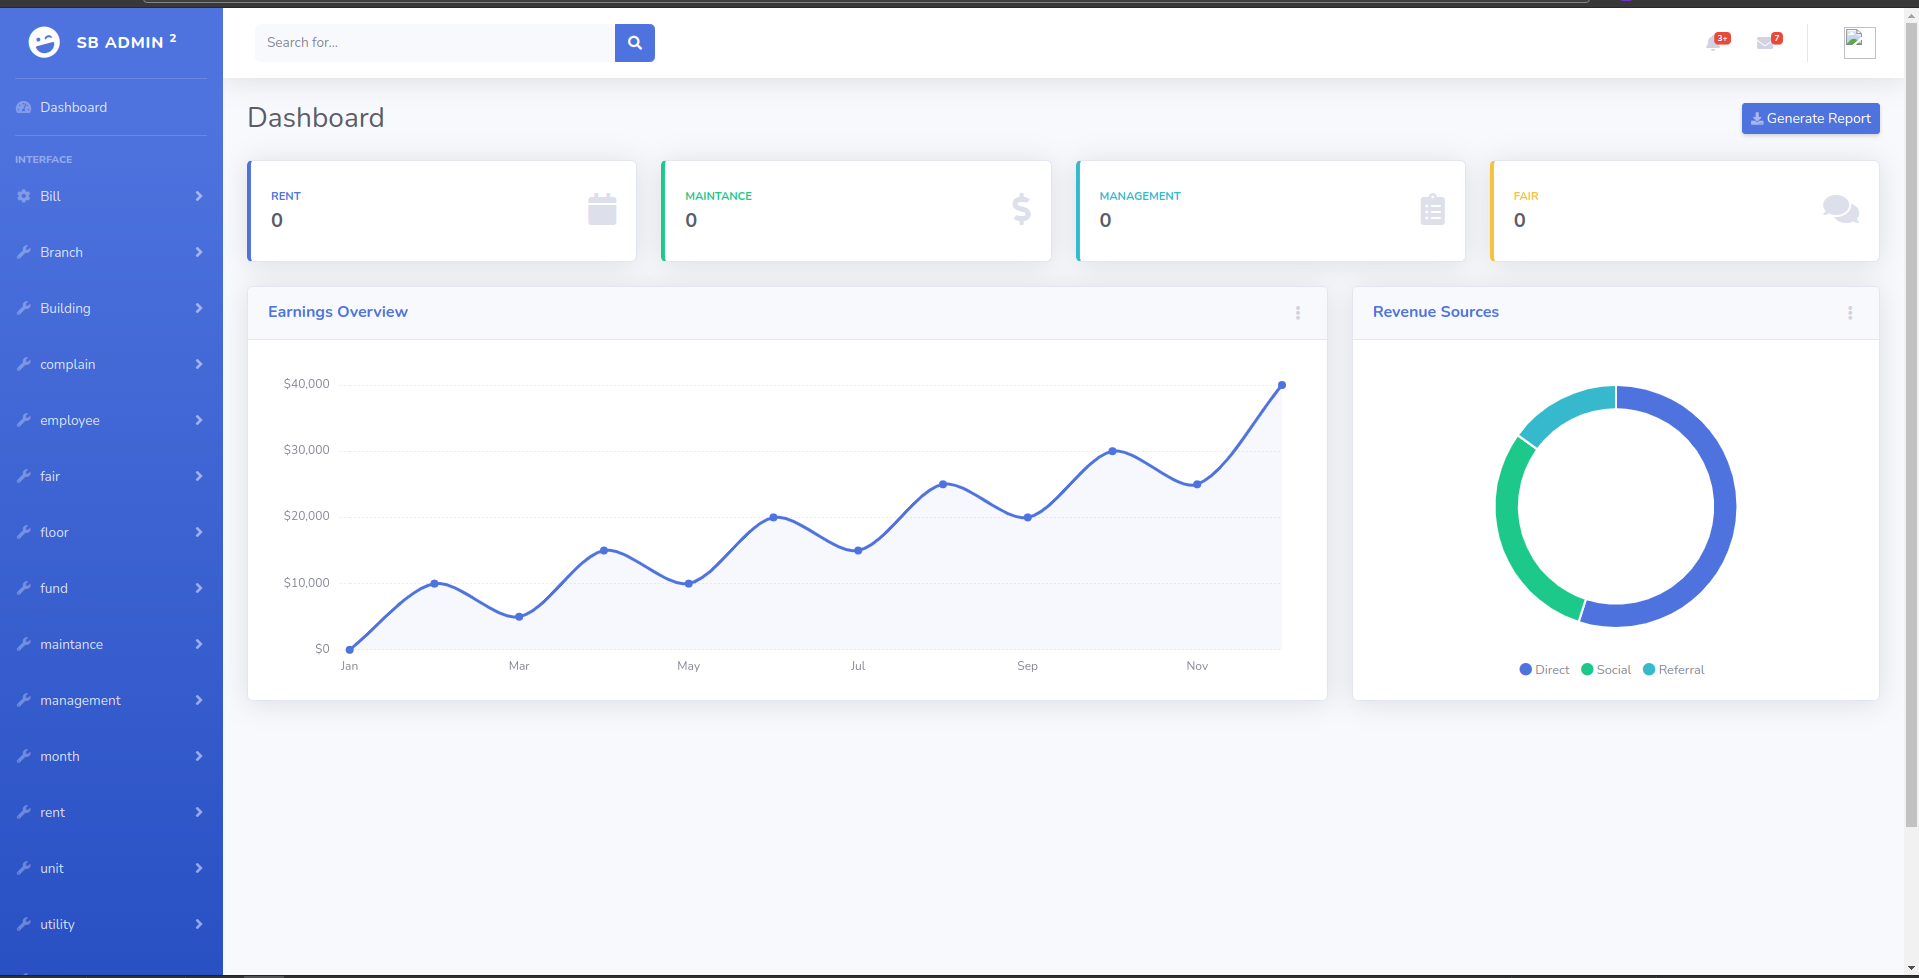 SB ADMIN 2
Dashboard
INTERFACE
Bill
Branch
Building
complain
employee
fair
floor
fund
maintance
management
month
rent
unit
utility
Search for...
3+
7
Dashboard
Generate Report
RENT
0
MAINTANCE
0
MANAGEMENT
0
FAIR
0
Earnings Overview
$40,000
$30,000
$20,000
$10,000
$0
Jan Mar May Jul Sep Nov
Revenue Sources
Direct Social Referral